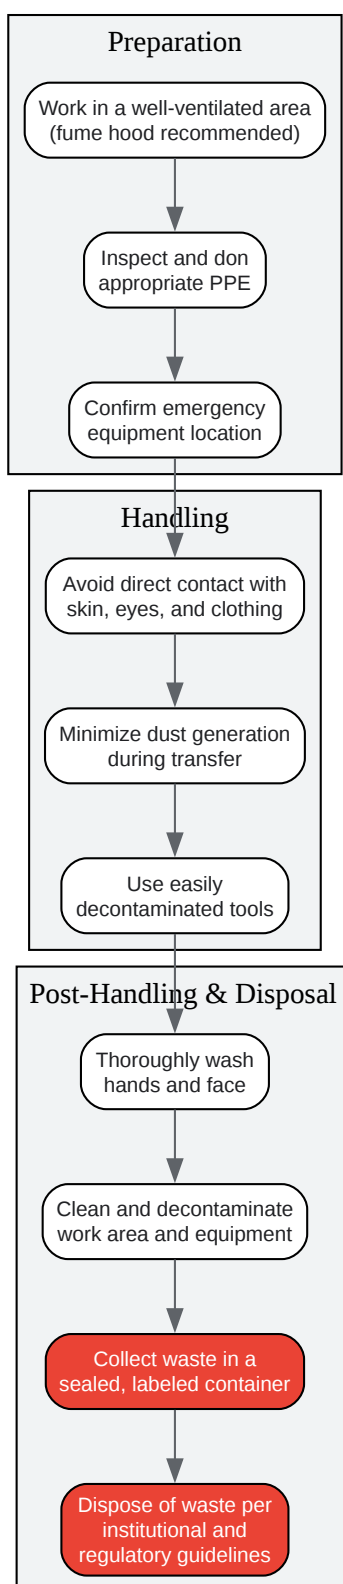 Preparation
Work in a well-ventilated area
(fume hood recommended)
Inspect and don
appropriate PPE
Confirm emergency
equipment location
Handling
Avoid direct contact with
skin, eyes, and clothing
Minimize dust generation
during transfer
Use easily
decontaminated tools
Post-Handling & Disposal
Thoroughly wash
hands and face
Clean and decontaminate
work area and equipment
Collect waste in a
sealed, labeled container
Dispose of waste per
institutional and
regulatory guidelines